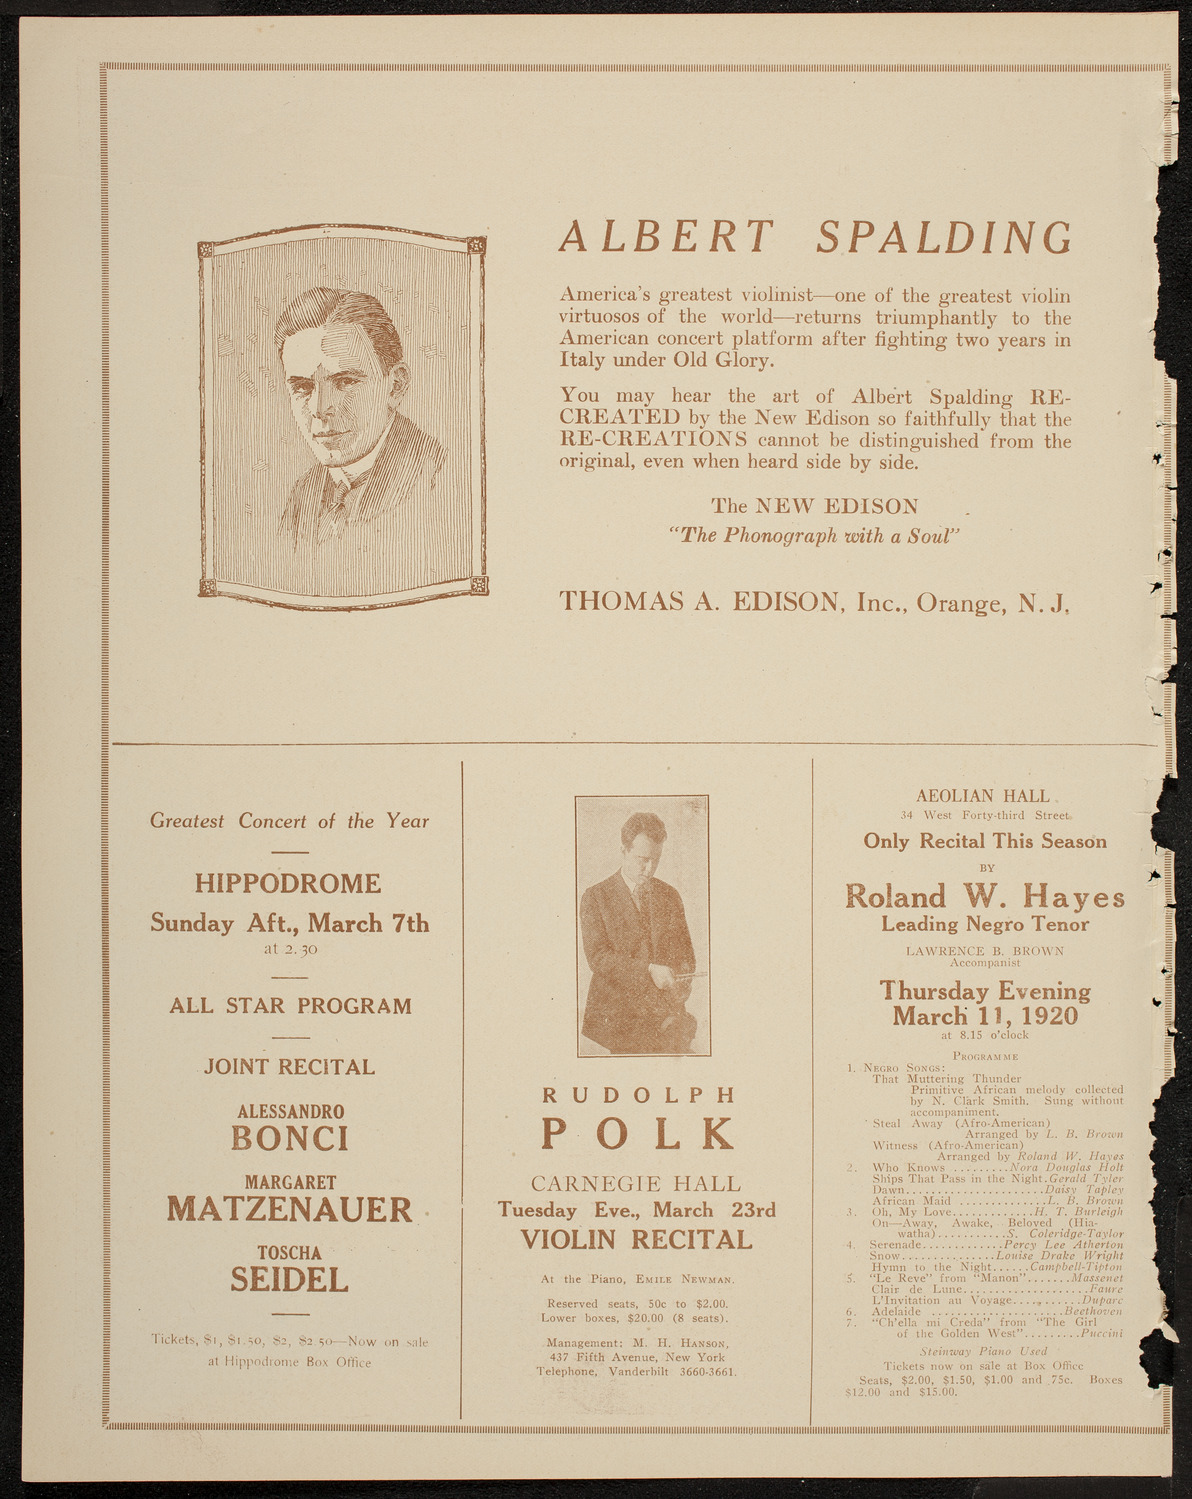 ALBERT SPALDING
America's greatest violinist—one of the greatest violin
virtuosos of the world—returns triumphantly to the
American concert platform after fighting two years in
Italy under Old Glory.
You may hear the art of Albert Spalding RE-
CREATED by the New Edison so faithfully that the
RE-CREATIONS cannot be distinguished from the
original, even when heard side by side.
The NEW EDISON
"The Phonograph with a Soul"
THOMAS A. EDISON, Inc., Orange, N. J.
Greatest Concert of the Year
HIPPODROME
Sunday Aft., March 7th
at 2.30
ALL STAR PROGRAM
JOINT RECITAL
ALESSANDRO
BONCI
MARGARET
MATZENAUER
TOSCHA
SEIDEL
Tickets, $1, $1.50, $2, $2.50—Now on sale
at Hippodrome Box Office
RUDOLPH
POLK
CARNEGIE HALL
Tuesday Eve., March 23rd
VIOLIN RECITAL
At the Piano, EMILE NEWMAN.
Reserved seats, 50c to $2.00.
Lower boxes, $20.00 (8 seats).
Management: M. H. HANSON,
437 Fifth Avenue, New York
Telephone, Vanderbilt 3660-3661.
AEOLIAN HALL
34 West Forty-third Street.
Only Recital This Season
BY
Roland W. Hayes
Leading Negro Tenor
LAWRENCE B. BROWN
Accompanist
Thursday Evening
March 11, 1920
at 8.15 o'clock
PROGRAMME
1. NEGRO SONGS:
That Muttering Thunder
Primitive African melody collected
by N. Clark Smith. Sung without
accompaniment.
Steal Away (Afro-American)
Arranged by L. B. Brown
Witness (Afro-American)
Arranged by Roland W. Hayes
2. Who Knows .........Nora Douglas Holt
Ships That Pass in the Night.Gerald Tyler
Dawn......................Daisy Tapley
African Maid .............L. B. Brown
3. Oh, My Love............H. T. Burleigh
On—Away, Awake, Beloved (Hia-
watha)...........S. Coleridge-Taylor
4. Serenade............Percy Lee Atherton
Snow..............Louise Drake Wright
Hymn to the Night......Campbell-Tipton
5. "Le Reve" from "Manon".......Massenet
Clair de Lune...................Faure
L'Invitation au Voyage...........Duparc
6. Adelaide .....................Beethoven
7. "Ch'ella mi Creda" from "The Girl
of the Golden West".........Puccini
Steinway Piano Used
Tickets now on sale at Box Office
Seats, $2.00, $1.50, $1.00 and .75c. Boxes
$12.00 and $15.00.